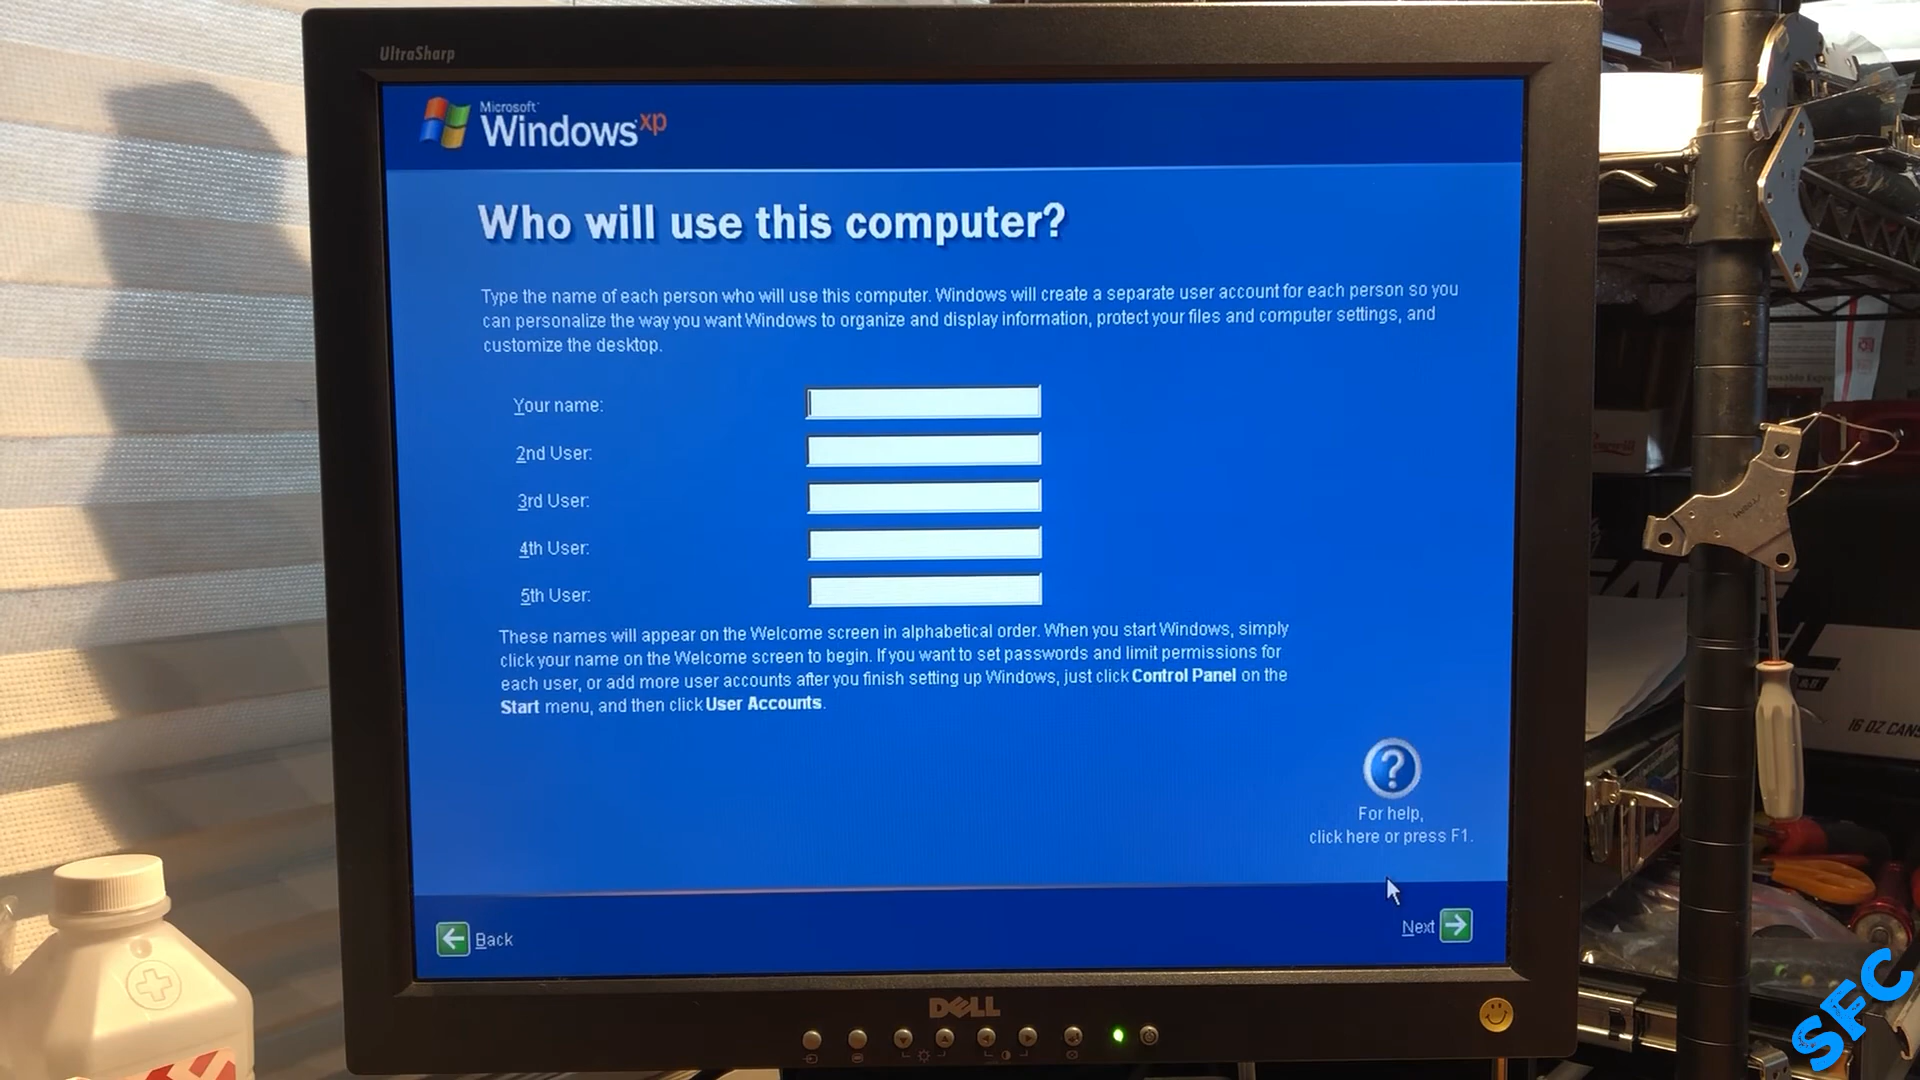 UltraSharp
Microsoft
Windows xp
Who will use this computer?
Type the name of each person who will use this computer. Windows will create a separate user account for each person so you
can personalize the way you want Windows to organize and display information, protect your files and computer settings, and
customize the desktop.
Your name:
2nd User:
3rd User:
4th User:
5th User:
These names will appear on the Welcome screen in alphabetical order. When you start Windows, simply
click your name on the Welcome screen to begin. If you want to set passwords and limit permissions for
each user, or add more user accounts after you finish setting up Windows, just click Control Panel on the
Start menu, and then click User Accounts.
For help,
click here or press F1.
Back
Next
DELL
16 OZ CANS
SFC